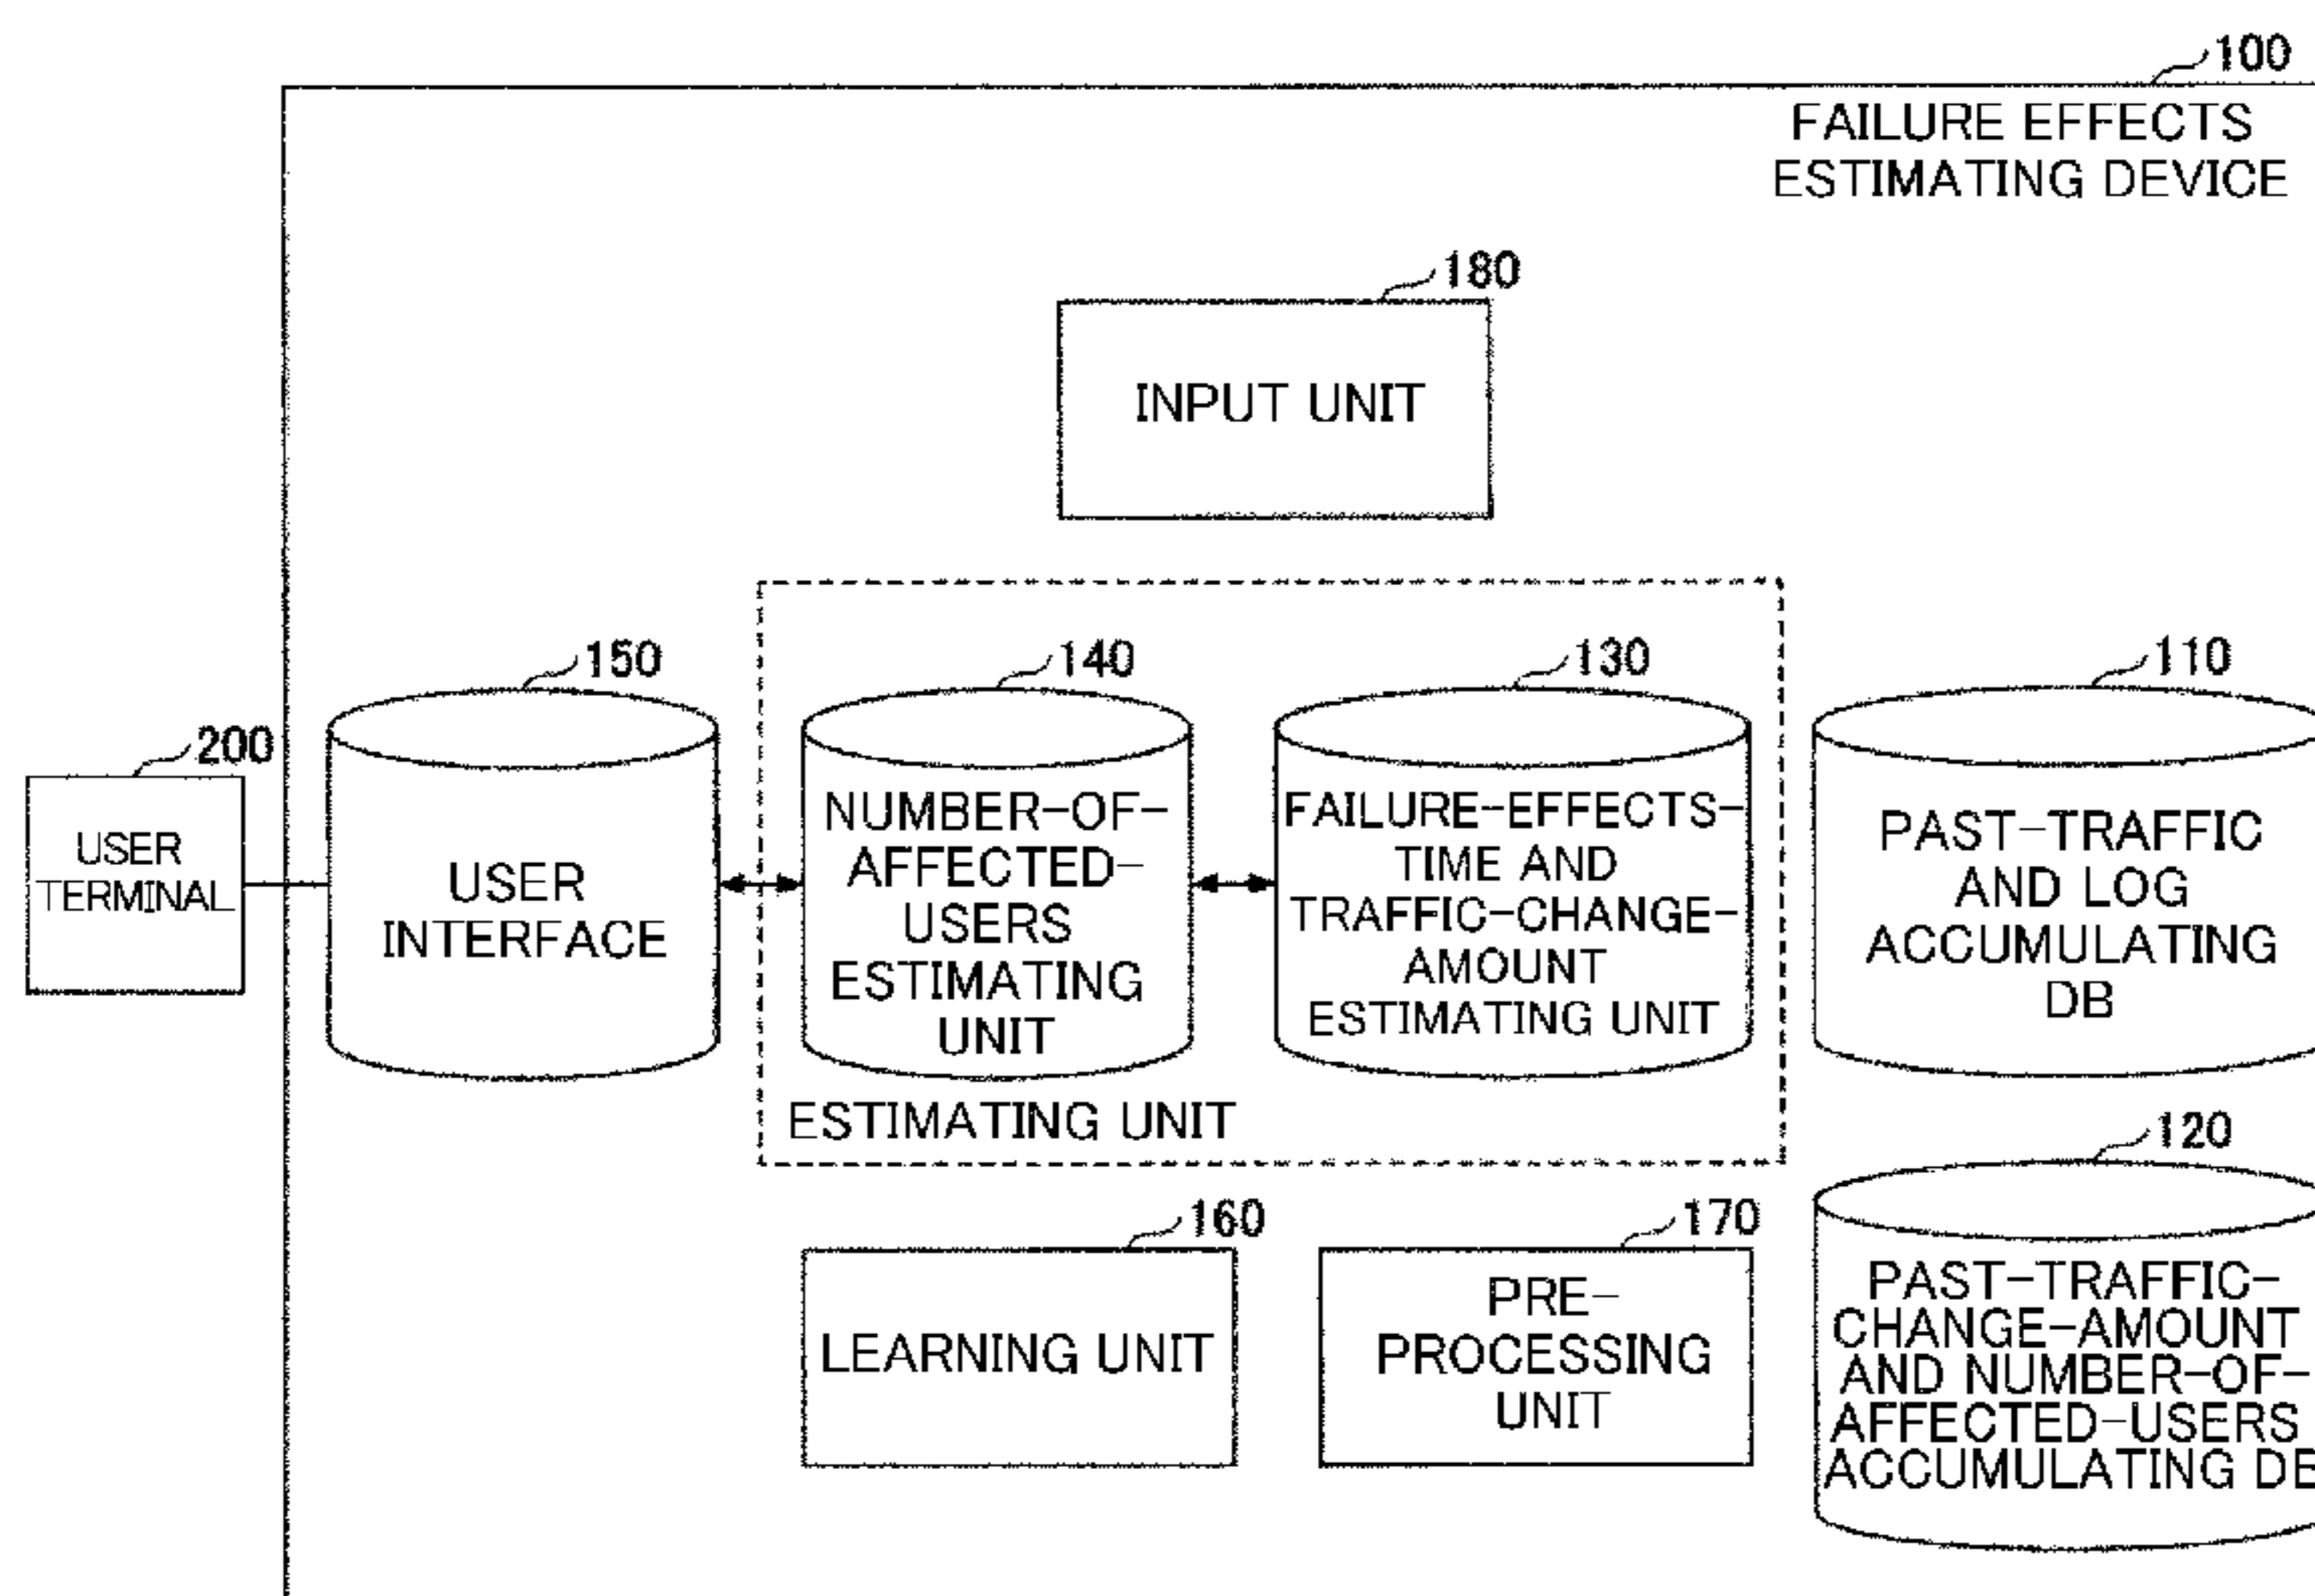 100
FAILURE EFFECTS
ESTIMATING DEVICE
180
INPUT UNIT
150
140
130
110
200
USER
TERMINAL
USER
INTERFACE
NUMBER-OF-
AFFECTED-
USERS
ESTIMATING
UNIT
FAILURE-EFFECTS-
TIME AND
TRAFFIC-CHANGE-
AMOUNT
ESTIMATING UNIT
PAST-TRAFFIC
AND LOG
ACCUMULATING
DB
ESTIMATING UNIT
120
160
170
LEARNING UNIT
PRE-
PROCESSING
UNIT
PAST-TRAFFIC-
CHANGE-AMOUNT
AND NUMBER-OF-
AFFECTED-USERS
ACCUMULATING DB